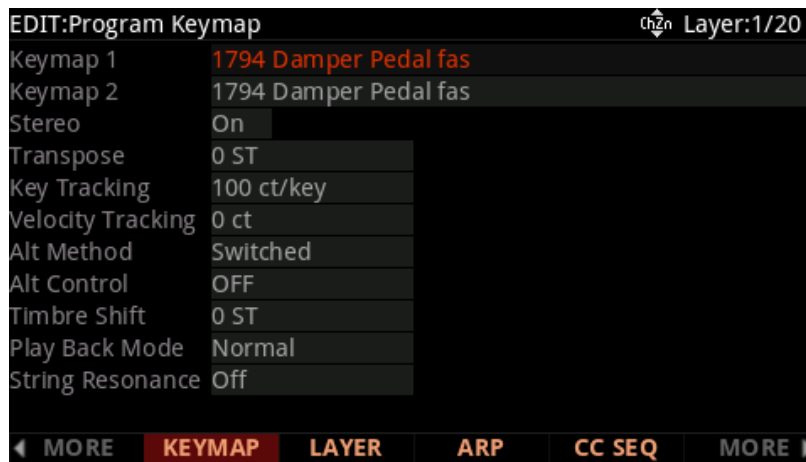 EDIT:Program Keymap ChZn Layer:1/20
Keymap 1 1794 Damper Pedal fas
Keymap 2 1794 Damper Pedal fas
Stereo On
Transpose 0 ST
Key Tracking 100 ct/key
Velocity Tracking 0 ct
Alt Method Switched
Alt Control OFF
Timbre Shift 0 ST
Play Back Mode Normal
String Resonance Off
MORE KEYMAP LAYER ARP CC SEQ MORE